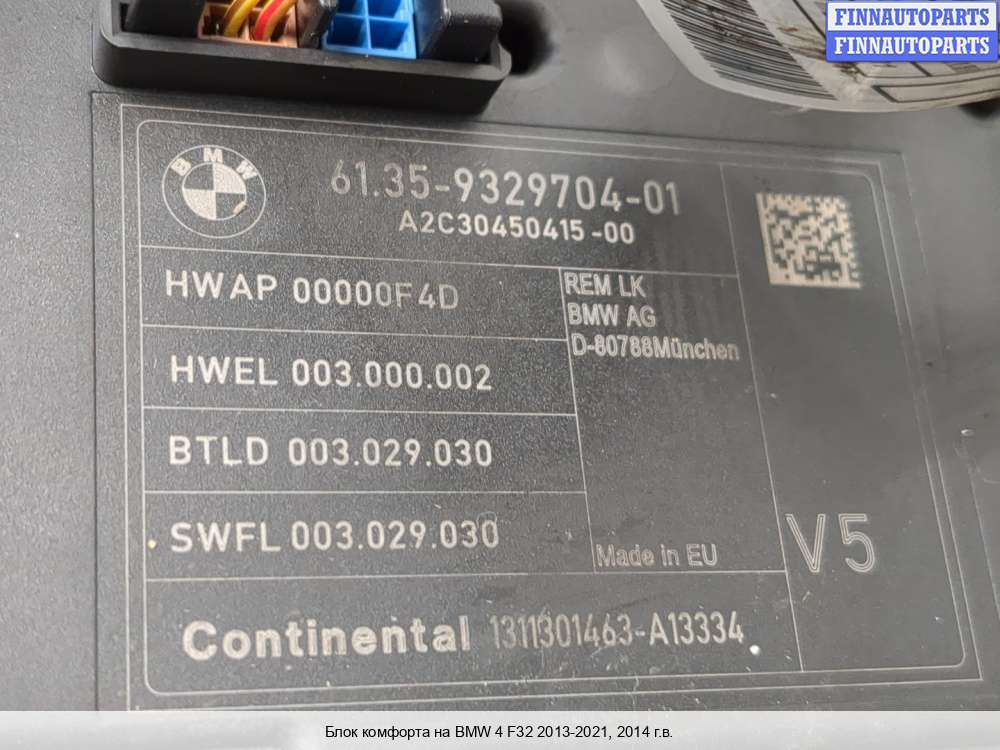 FINNAUTOPARTS
FINNAUTOPARTS
BMW
61.35-9329704-01
A2C30450415-00
HWAP 00000F4D
REM LK
BMW AG
D-80788München
HWEL 003.000.002
BTLD 003.029.030
SWFL 003.029.030
Made in EU
V5
Continental 1311301463-A13334
Блок комфорта на BMW 4 F32 2013-2021, 2014 г.в.